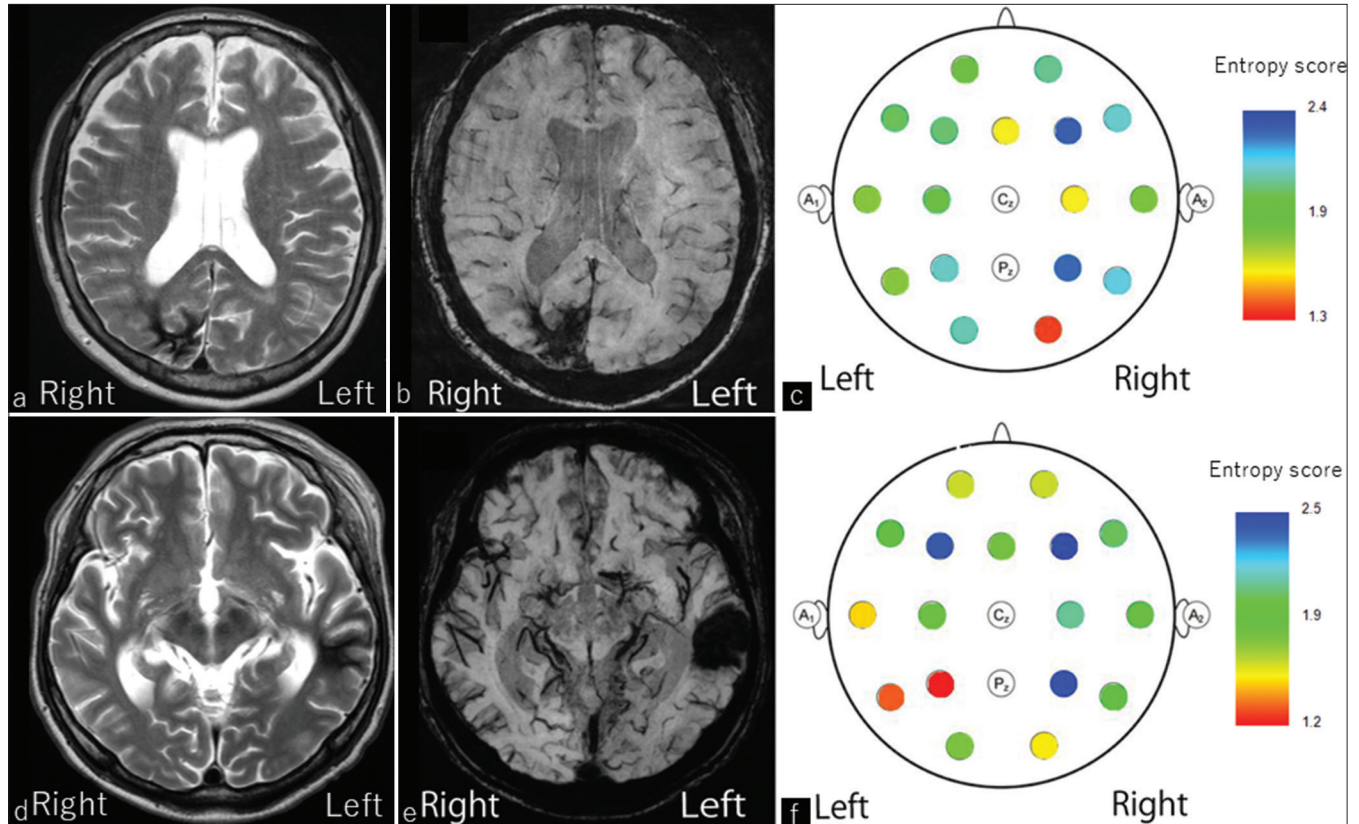 a Right Left
b Right Left
Entropy score
2.4
1.9
1.3
A1 Cz A2
Pz
Left Right
c
d Right Left
e Right Left
Entropy score
2.5
1.9
1.2
A1 Cz A2
Pz
Left Right
f